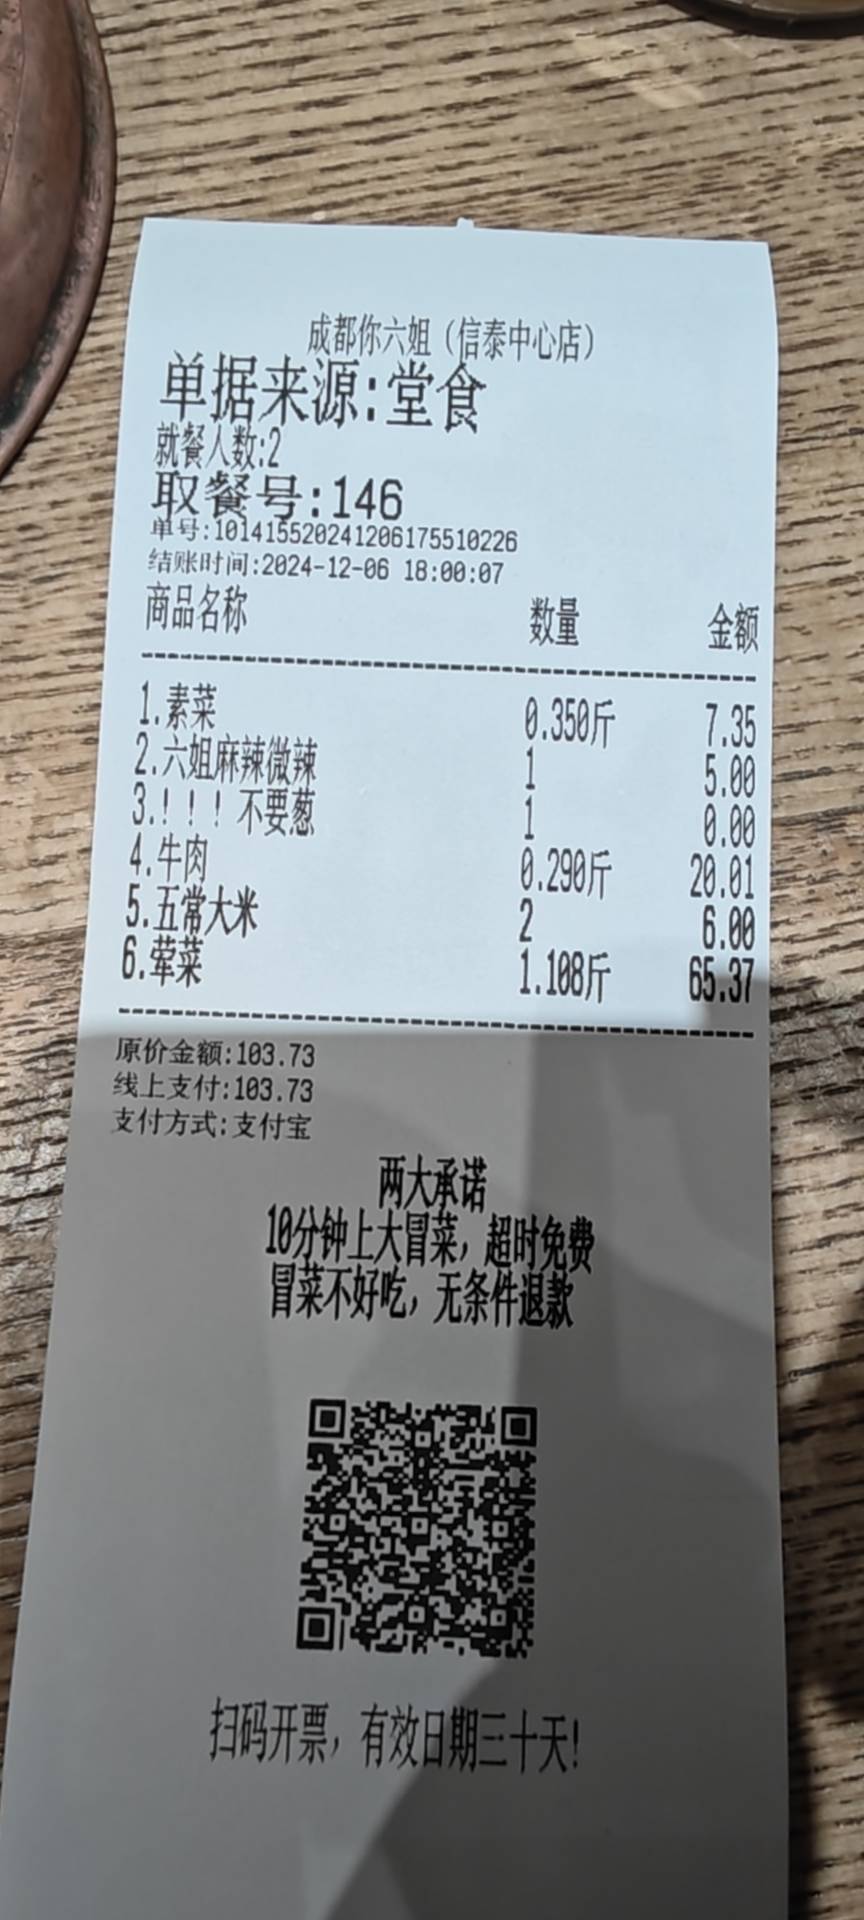 成都你六姐（信泰中心店）
单据来源:堂食
就餐人数:2
取餐号:146
单号:101415520241206175510226
结账时间:2024-12-06 18:00:07
商品名称 数量 金额
1.素菜 0.350斤 7.35
2.六姐麻辣微辣 1 5.00
3.！！！不要葱 1 0.00
4.牛肉 0.290斤 20.01
5.五常大米 2 6.00
6.荤菜 1.108斤 65.37
原价金额:103.73
线上支付:103.73
支付方式:支付宝
两大承诺
10分钟上大冒菜，超时免费
冒菜不好吃，无条件退款
扫码开票，有效日期三十天!